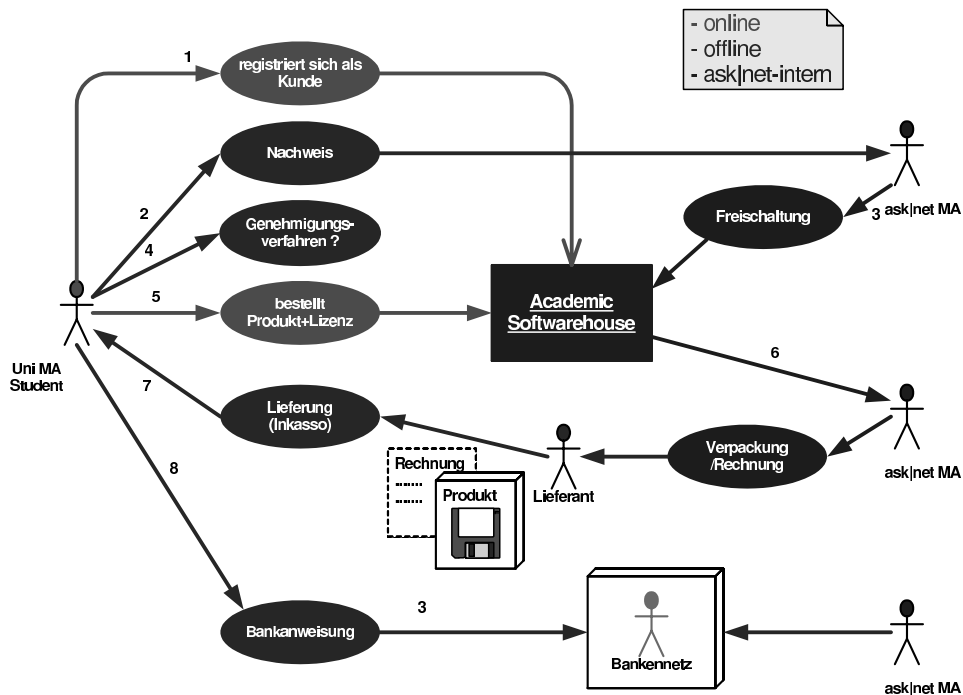 - online
- offline
- ask|net-intern
1
registriert sich als
Kunde
Nachweis
2
Genehmigungs-
verfahren ?
4
Freischaltung
3
ask|net MA
5
bestellt
Produkt+Lizenz
Academic
Softwarehouse
Uni MA
Student
6
7
Lieferung
(Inkasso)
Verpackung
/Rechnung
ask|net MA
Rechnung
Produkt
Lieferant
8
Bankanweisung
3
Bankennetz
ask|net MA